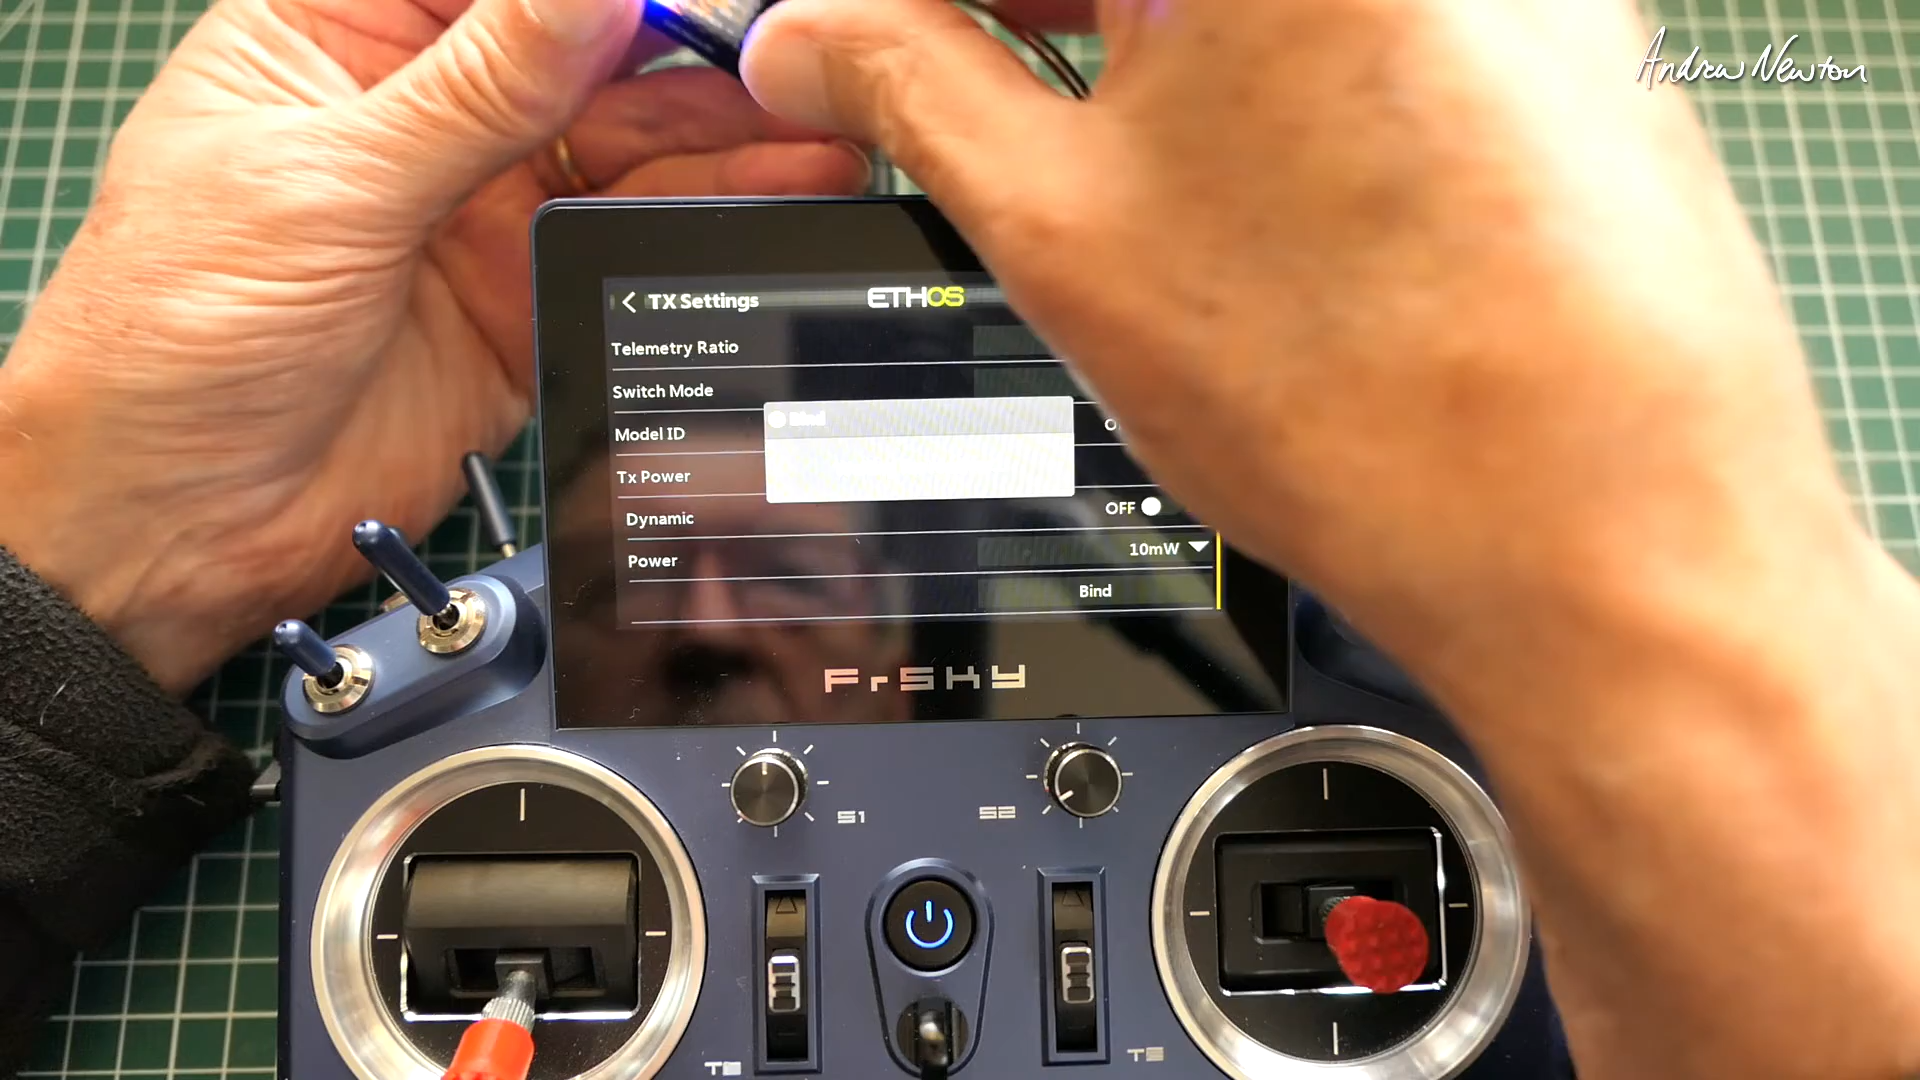 Andrew Newton
TX Settings
ETHOS
Telemetry Ratio
Switch Mode
Model ID
Tx Power
Bind
Dynamic
OFF
Power
10mW
Bind
FrSKY
S1
S2